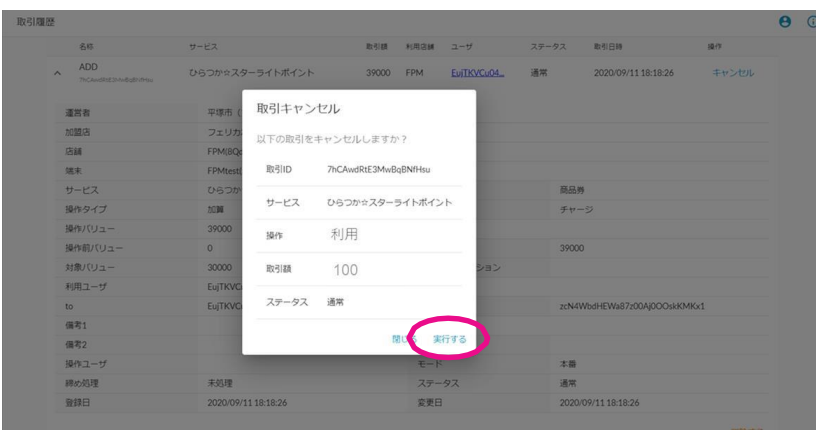 取引履歴
名称 サービス 取引額 利用店舗 ユーザ ステータス 取引日時 操作
ADD ひらつか☆スターライトポイント 39000 FPM EujTKVCu04... 通常 2020/09/11 18:18:26 キャンセル
運営者 平塚市（
加盟店 フェリカ
店舗 FPM(BQ
端末 FPMtest(
サービス ひらつか 商品券
操作タイプ 加算 チャージ
操作バリュー 39000
操作前バリュー 0 39000
対象バリュー 30000 ション
利用ユーザ EujTKVC
to EujTKVC zcN4WbdHEWa87z00Aj0OOskKMKx1
備考1
備考2
操作ユーザ モード 本番
締め処理 未処理 ステータス 通常
登録日 2020/09/11 18:18:26 変更日 2020/09/11 18:18:26
取引キャンセル
以下の取引をキャンセルしますか？
取引ID 7hCAwdRtE3MwBqBNfHsu
サービス ひらつか☆スターライトポイント
操作 利用
取引額 100
ステータス 通常
閉じる 実行する